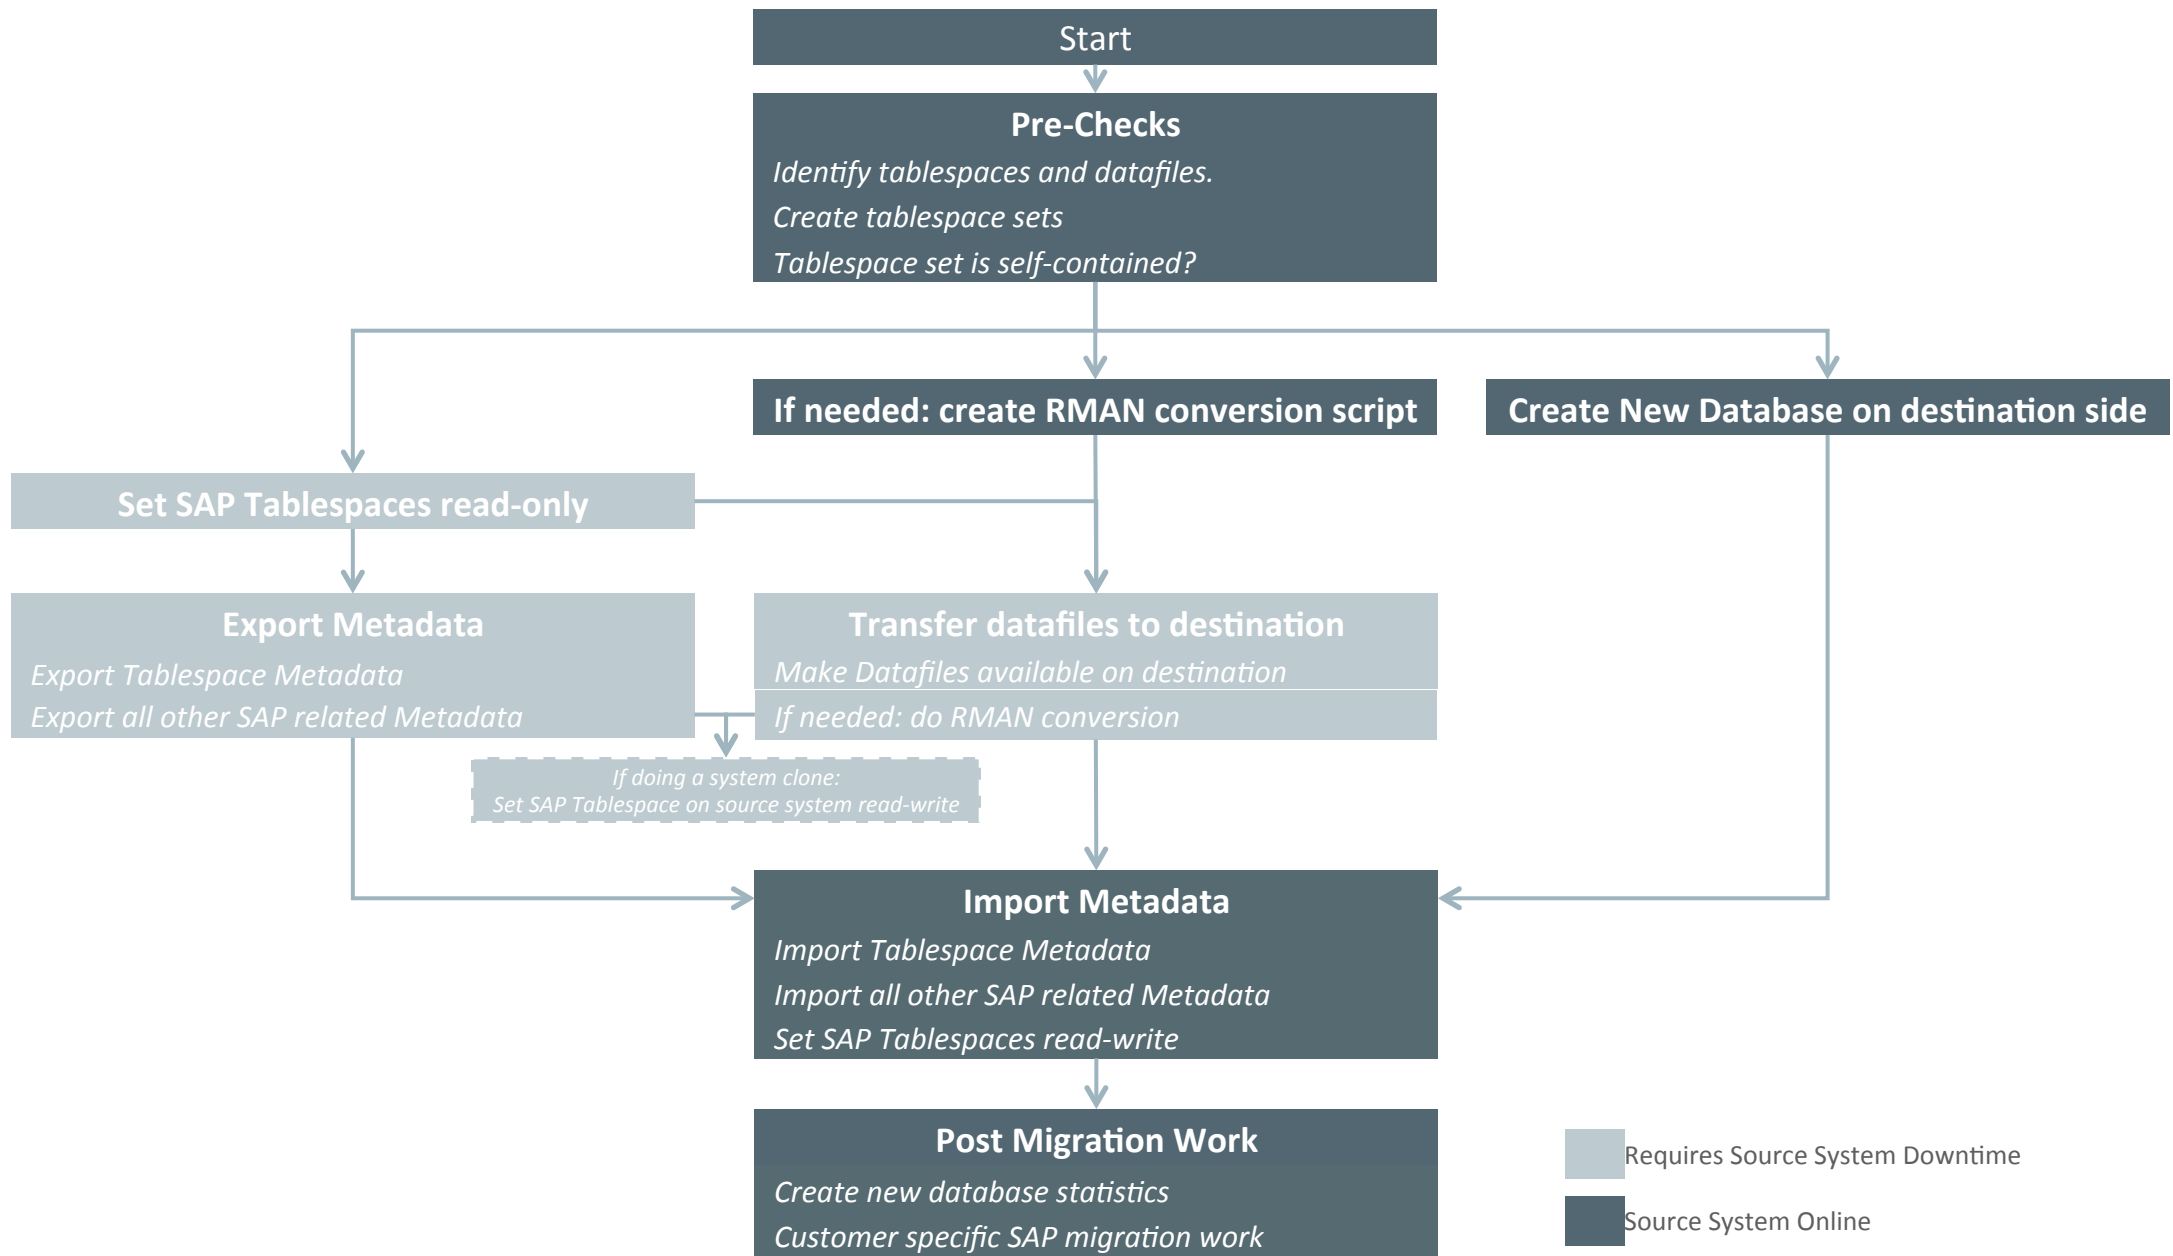 Start
Pre-Checks
Identify tablespaces and datafiles.
Create tablespace sets
Tablespace set is self-contained?
If needed: create RMAN conversion script
Create New Database on destination side
Set SAP Tablespaces read-only
Export Metadata
Export Tablespace Metadata
Export all other SAP related Metadata
Transfer datafiles to destination
Make Datafiles available on destination
If needed: do RMAN conversion
If doing a system clone:
Set SAP Tablespace on source system read-write
Import Metadata
Import Tablespace Metadata
Import all other SAP related Metadata
Set SAP Tablespaces read-write
Post Migration Work
Create new database statistics
Customer specific SAP migration work
Requires Source System Downtime
Source System Online